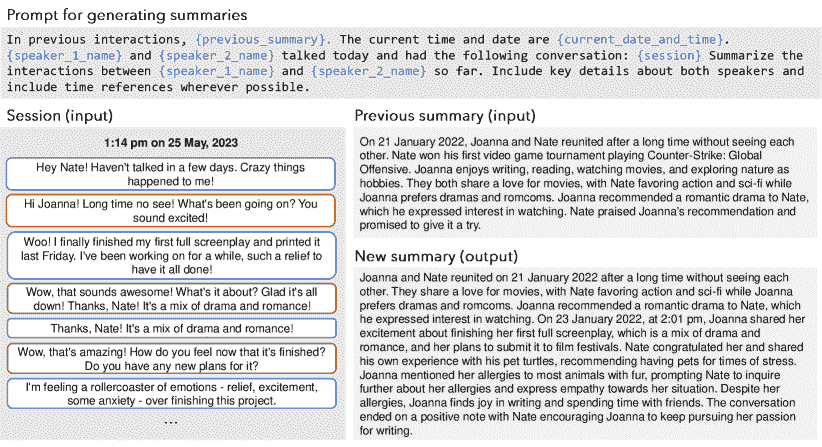 Prompt for generating summaries
In previous interactions, {previous_summary}. The current time and date are {current_date_and_time}.
{speaker_1_name} and {speaker_2_name} talked today and had the following conversation: {session} Summarize the
interactions between {speaker_1_name} and {speaker_2_name} so far. Include key details about both speakers and
include time references wherever possible.
Session (input)
1:14 pm on 25 May, 2023
Hey Nate! Haven't talked in a few days. Crazy things
happened to me!
Hi Joanna! Long time no see! What's been going on? You
sound excited!
Woo! I finally finished my first full screenplay and printed it
last Friday. I've been working on for a while, such a relief to
have it all done!
Wow, that sounds awesome! What's it about? Glad it's all
down! Thanks, Nate! It's a mix of drama and romance!
Thanks, Nate! It's a mix of drama and romance!
Wow, that's amazing! How do you feel now that it's finished?
Do you have any new plans for it?
I'm feeling a rollercoaster of emotions - relief, excitement,
some anxiety - over finishing this project.
...
Previous summary (input)
On 21 January 2022, Joanna and Nate reunited after a long time without seeing each
other. Nate won his first video game tournament playing Counter-Strike: Global
Offensive. Joanna enjoys writing, reading, watching movies, and exploring nature as
hobbies. They both share a love for movies, with Nate favoring action and sci-fi while
Joanna prefers dramas and romcoms. Joanna recommended a romantic drama to Nate,
which he expressed interest in watching. Nate praised Joanna's recommendation and
promised to give it a try.
New summary (output)
Joanna and Nate reunited on 21 January 2022 after a long time without seeing each
other. They share a love for movies, with Nate favoring action and sci-fi while Joanna
prefers dramas and romcoms. Joanna recommended a romantic drama to Nate, which
he expressed interest in watching. On 23 January 2022, at 2:01 pm, Joanna shared her
excitement about finishing her first full screenplay, which is a mix of drama and
romance, and her plans to submit it to film festivals. Nate congratulated her and shared
his own experience with his pet turtles, recommending having pets for times of stress.
Joanna mentioned her allergies to most animals with fur, prompting Nate to inquire
further about her allergies and express empathy towards her situation. Despite her
allergies, Joanna finds joy in writing and spending time with friends. The conversation
ended on a positive note with Nate encouraging Joanna to keep pursuing her passion
for writing.